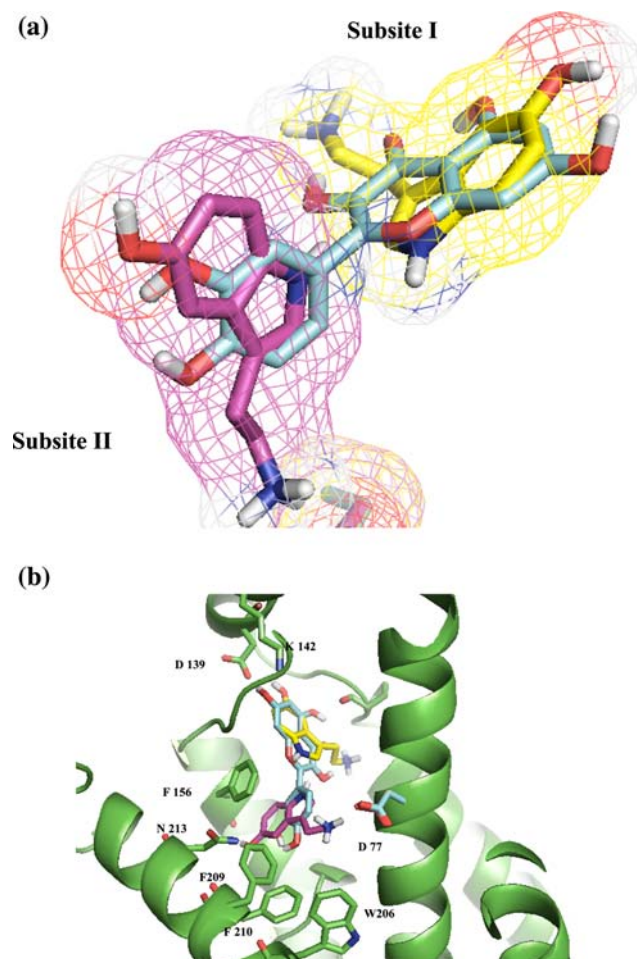 (a)
Subsite I
Subsite II
(b)
K 142
D 139
F 156
N 213
D 77
F209
F 210
W206